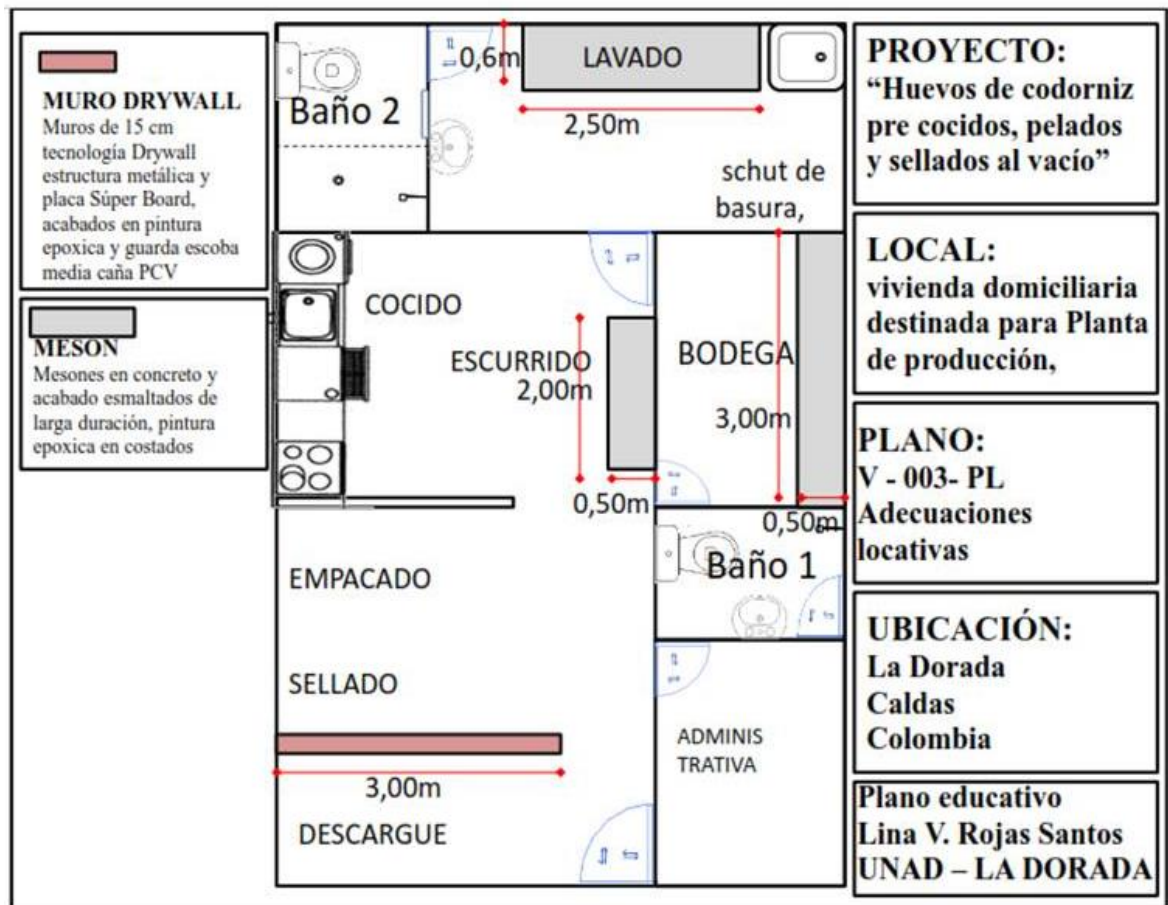 MURO DRYWALL
Muros de 15 cm
tecnología Drywall
estructura metálica y
placa Súper Board,
acabados en pintura
epoxica y guarda escoba
media caña PCV
MESON
Mesones en concreto y
acabado esmaltados de
larga duración, pintura
epoxica en costados
0,6m
LAVADO
Baño 2
2,50m
schut de
basura,
COCIDO
ESCURRIDO
2,00m
BODEGA
3,00m
0,50m
0,50m
Baño 1
EMPACADO
SELLADO
ADMINIS
TRATIVA
3,00m
DESCARGUE
PROYECTO:
“Huevos de codorniz
pre cocidos, pelados
y sellados al vacío”
LOCAL:
vivienda domiciliaria
destinada para Planta
de producción,
PLANO:
V - 003- PL
Adecuaciones
locativas
UBICACIÓN:
La Dorada
Caldas
Colombia
Plano educativo
Lina V. Rojas Santos
UNAD – LA DORADA